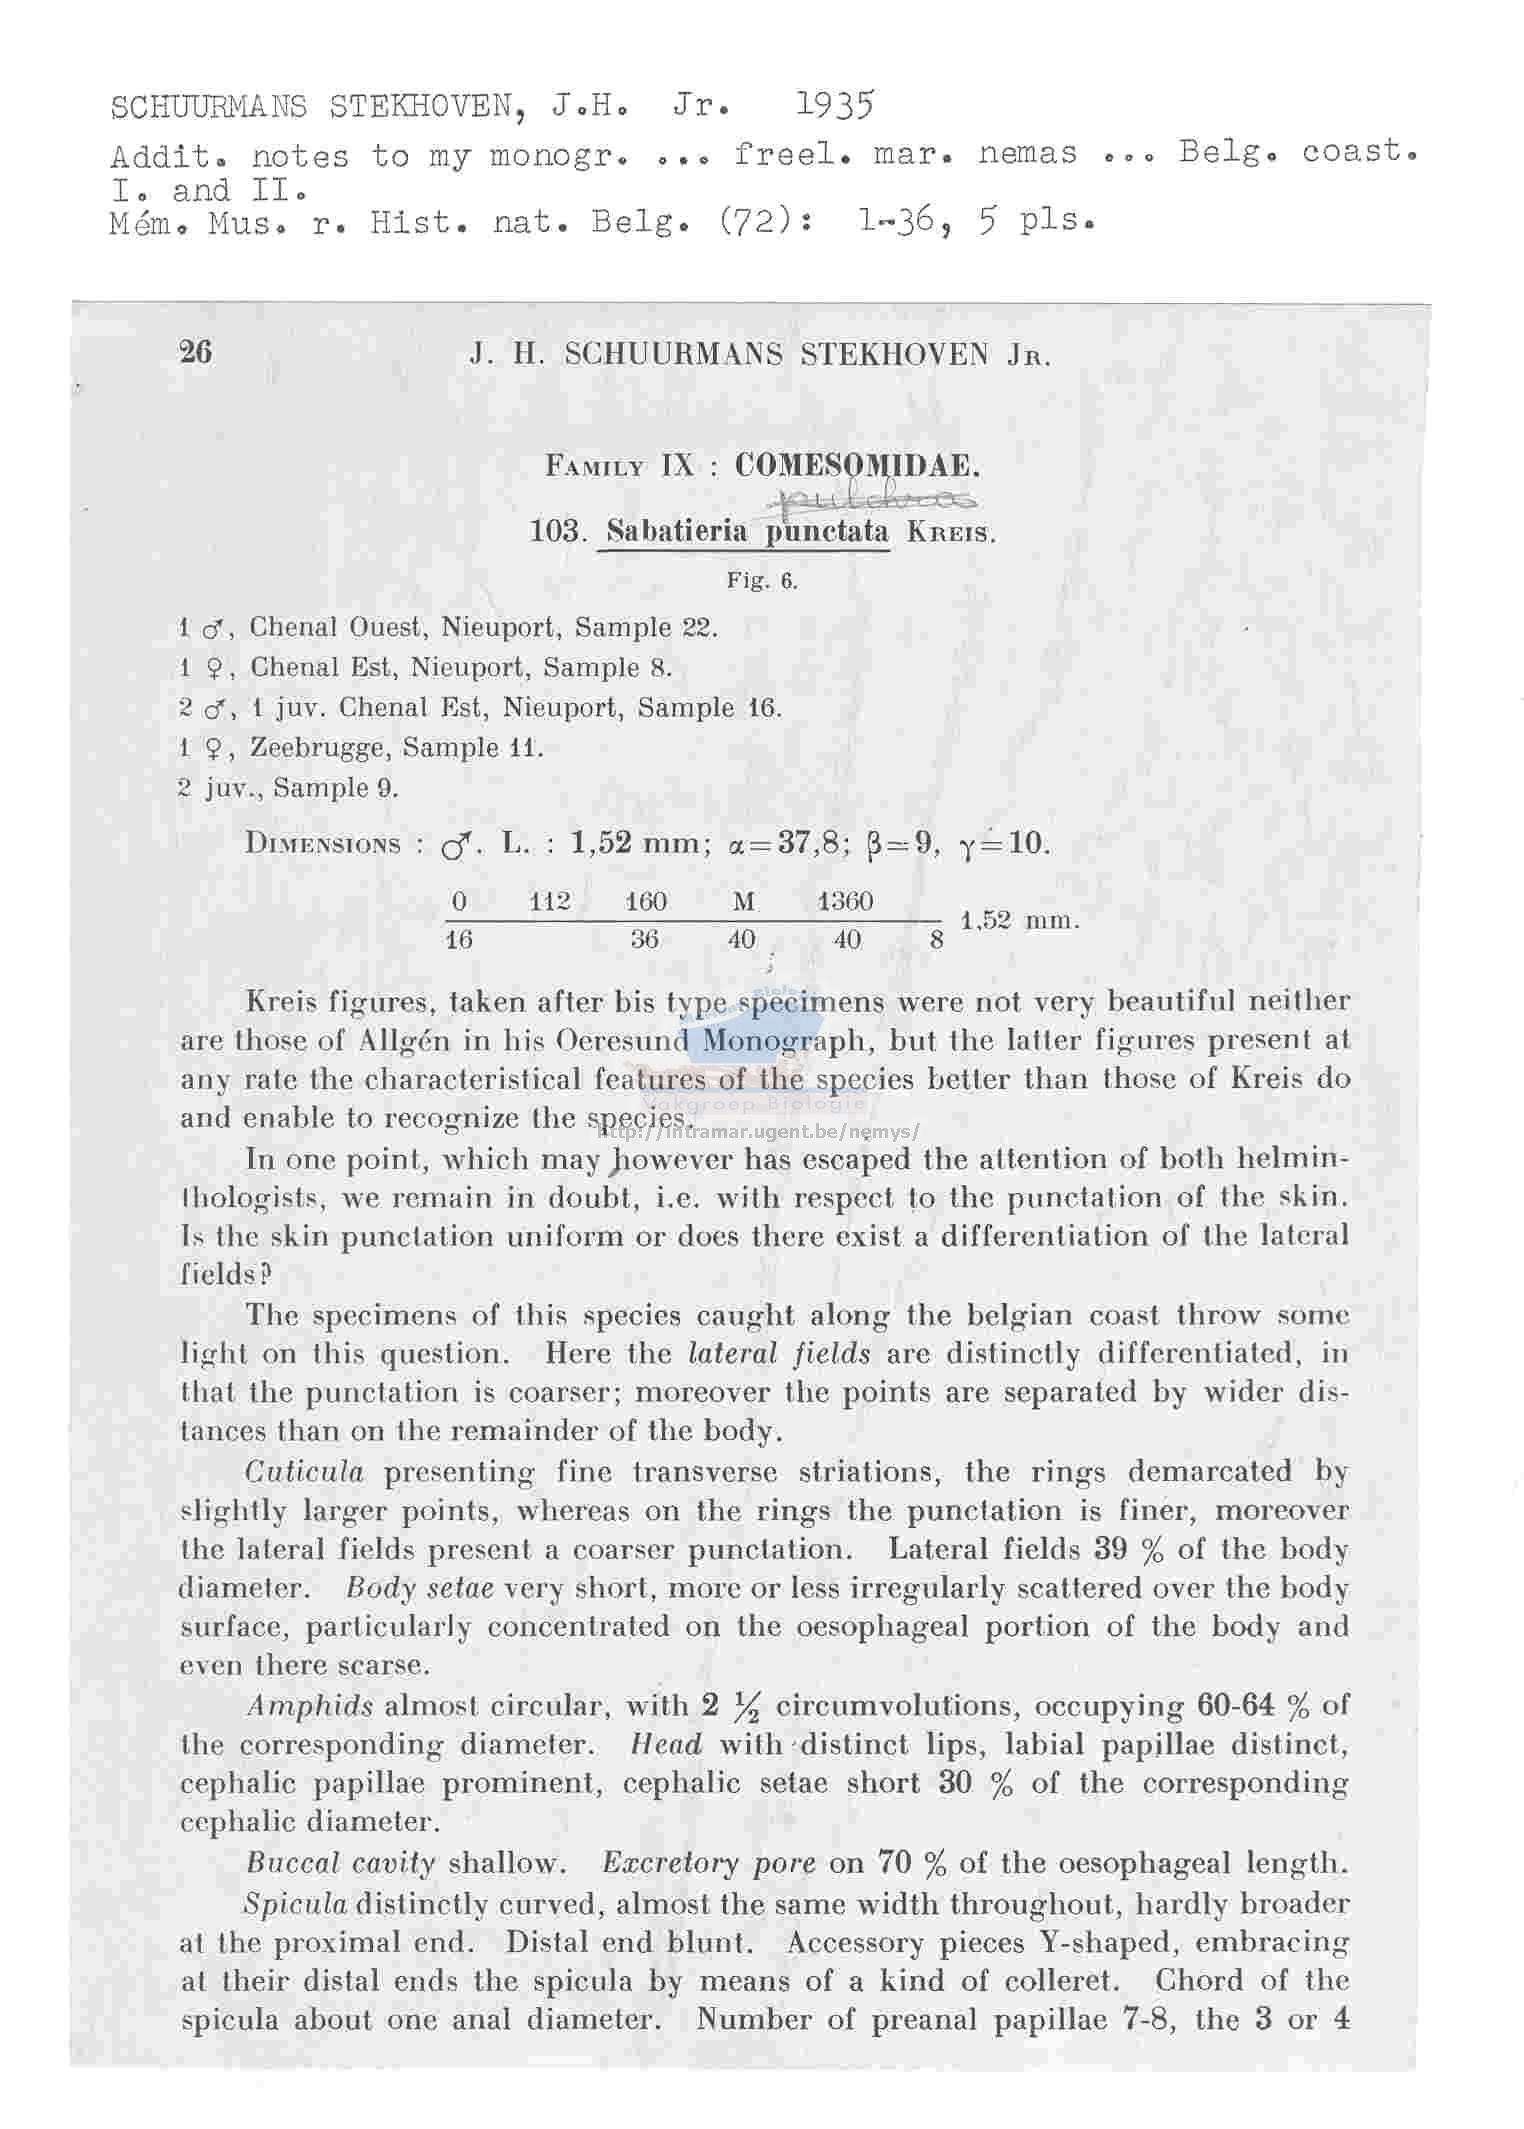 SCHUURMANS STEKHOVEN, J.H. Jr. 1935
Addit. notes to my monogr. ... freel. mar. nemas ... Belg. coast.
I. and II.
Mém. Mus. r. Hist. nat. Belg. (72): 1-36, 5 pls.
26 J. H. SCHUURMANS STEKHOVEN JR.
FAMILY IX : COMESOMIDAE.
103. Sabatieria punctata KREIS.
Fig. 6.
1 ♂, Chenal Ouest, Nieuport, Sample 22.
1 ♀, Chenal Est, Nieuport, Sample 8.
2 ♂, 1 juv. Chenal Est, Nieuport, Sample 16.
1 ♀, Zeebrugge, Sample 11.
2 juv., Sample 9.
DIMENSIONS : ♂. L. : 1,52 mm; α=37,8; β=9, γ=10.
0 112 160 M 1360
1,52 mm.
16 36 40 40 8
Kreis figures, taken after bis type specimens were not very beautiful neither
are those of Allgén in his Oeresund Monograph, but the latter figures present at
any rate the characteristical features of the species better than those of Kreis do
Vakgroep Biologie
and enable to recognize the species.
http://intramar.ugent.be/nemys/
In one point, which may however has escaped the attention of both helmin-
thologists, we remain in doubt, i.e. with respect to the punctation of the skin.
Is the skin punctation uniform or does there exist a differentiation of the lateral
fields?
The specimens of this species caught along the belgian coast throw some
light on this question. Here the lateral fields are distinctly differentiated, in
that the punctation is coarser; moreover the points are separated by wider dis-
tances than on the remainder of the body.
Cuticula presenting fine transverse striations, the rings demarcated by
slightly larger points, whereas on the rings the punctation is finer, moreover
the lateral fields present a coarser punctation. Lateral fields 39 % of the body
diameter. Body setae very short, more or less irregularly scattered over the body
surface, particularly concentrated on the oesophageal portion of the body and
even there scarse.
Amphids almost circular, with 2 ½ circumvolutions, occupying 60-64 % of
the corresponding diameter. Head with distinct lips, labial papillae distinct,
cephalic papillae prominent, cephalic setae short 30 % of the corresponding
cephalic diameter.
Buccal cavity shallow. Excretory pore on 70 % of the oesophageal length.
Spicula distinctly curved, almost the same width throughout, hardly broader
at the proximal end. Distal end blunt. Accessory pieces Y-shaped, embracing
at their distal ends the spicula by means of a kind of colleret. Chord of the
spicula about one anal diameter. Number of preanal papillae 7-8, the 3 or 4